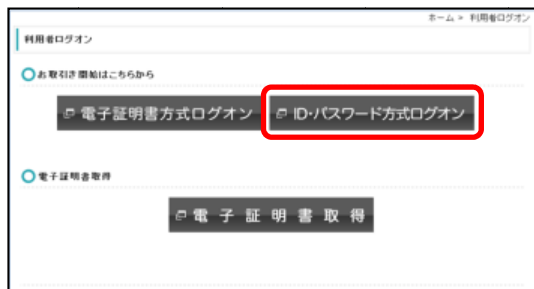 ホーム > 利用者ログオン
利用者ログオン
お取引き開始はこちらから
電子証明書方式ログオン
ID・パスワード方式ログオン
電子証明書取得
電子証明書取得